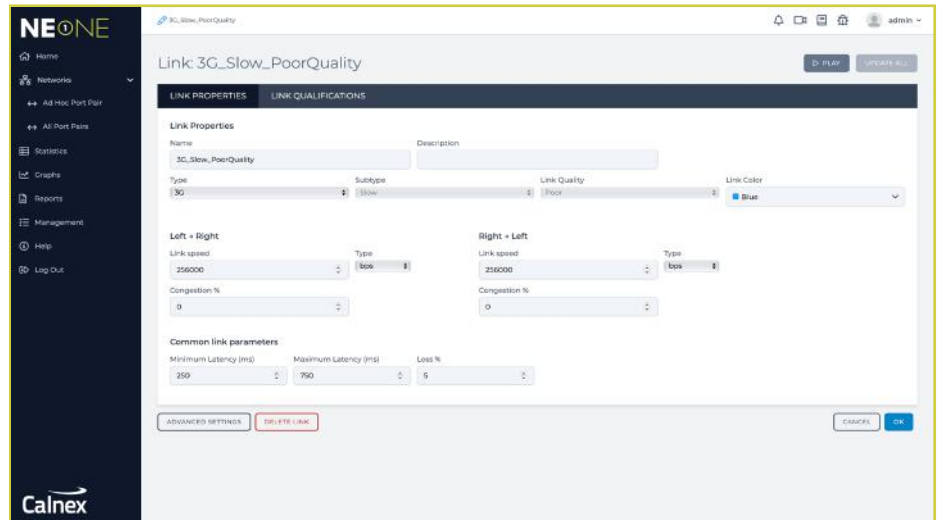 NEONE
3G_Slow_PoorQuality
admin
Home
Networks
Ad Hoc Port Pair
All Port Pairs
Statistics
Graphs
Reports
Management
Help
Log Out
Calnex
Link: 3G_Slow_PoorQuality
PLAY
UPDATE ALL
LINK PROPERTIES LINK QUALIFICATIONS
Link Properties
Name Description
3G_Slow_PoorQuality
Type Subtype Link Quality Link Color
3G Slow Poor Blue
Left → Right Right → Left
Link speed Type Link speed Type
256000 bps 256000 bps
Congestion % Congestion %
0 0
Common link parameters
Minimum Latency (ms) Maximum Latency (ms) Loss %
250 750 5
ADVANCED SETTINGS DELETE LINK CANCEL OK